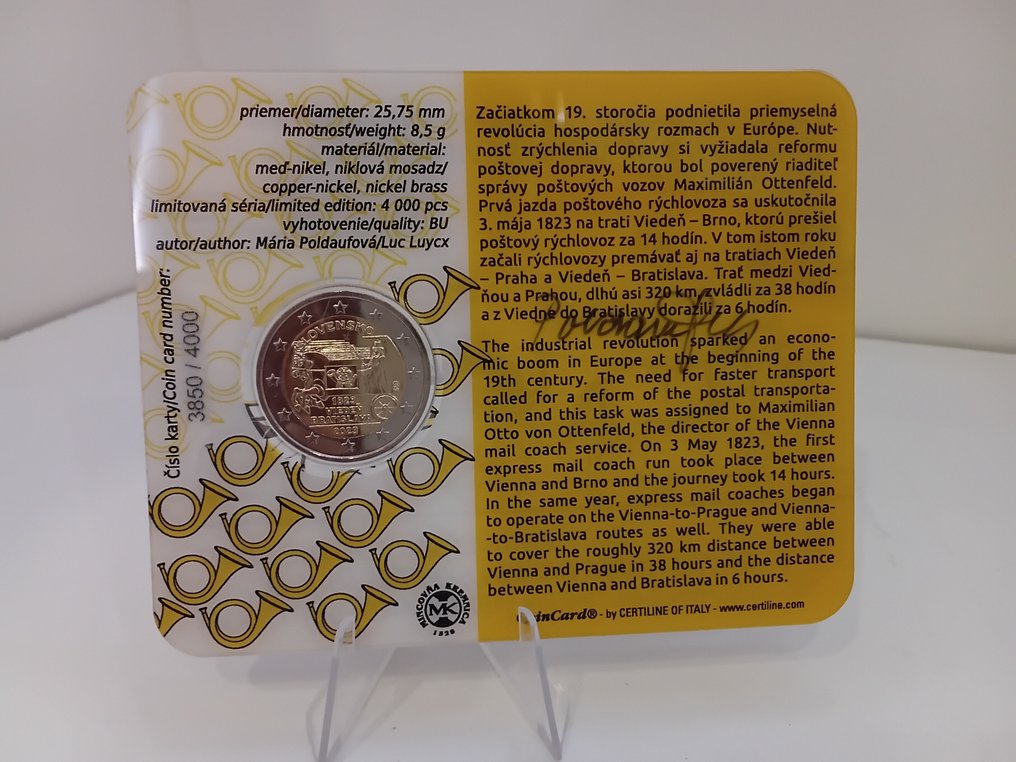 priemer/diameter: 25,75 mm
hmotnosť/weight: 8,5 g
materiál/material:
meď-nikel, niklová mosadz/
copper-nickel, nickel brass
limitovaná séria/limited edition: 4 000 pcs
vyhotovenie/quality: BU
autor/author: Mária Poldaufová/Luc Luycx
Číslo karty/Coin card number:
3850 / 4000
SLOVENSKO
1823
VIEDEŇ
BRATISLAVA
2023
MINCOVŇA KREMNICA
MK
1328
Začiatkom 19. storočia podnietila priemyselná
revolúcia hospodársky rozmach v Európe. Nut-
nosť zrýchlenia dopravy si vyžiadala reformu
poštovej dopravy, ktorou bol poverený riaditeľ
správy poštových vozov Maximilián Ottenfeld.
Prvá jazda poštového rýchlovoza sa uskutočnila
3. mája 1823 na trati Viedeň – Brno, ktorú prešiel
poštový rýchlovoz za 14 hodín. V tom istom roku
začali rýchlovozy premávať aj na tratiach Viedeň
– Praha a Viedeň – Bratislava. Trať medzi Vied-
ňou a Prahou, dlhú asi 320 km, zvládli za 38 hodín
a z Viedne do Bratislavy dorazili za 6 hodín.
The industrial revolution sparked an econo-
mic boom in Europe at the beginning of the
19th century. The need for faster transport
called for a reform of the postal transporta-
tion, and this task was assigned to Maximilian
Otto von Ottenfeld, the director of the Vienna
mail coach service. On 3 May 1823, the first
express mail coach run took place between
Vienna and Brno and the journey took 14 hours.
In the same year, express mail coaches began
to operate on the Vienna-to-Prague and Vienna-
-to-Bratislava routes as well. They were able
to cover the roughly 320 km distance between
Vienna and Prague in 38 hours and the distance
between Vienna and Bratislava in 6 hours.
CoinCard® - by CERTILINE OF ITALY - www.certiline.com